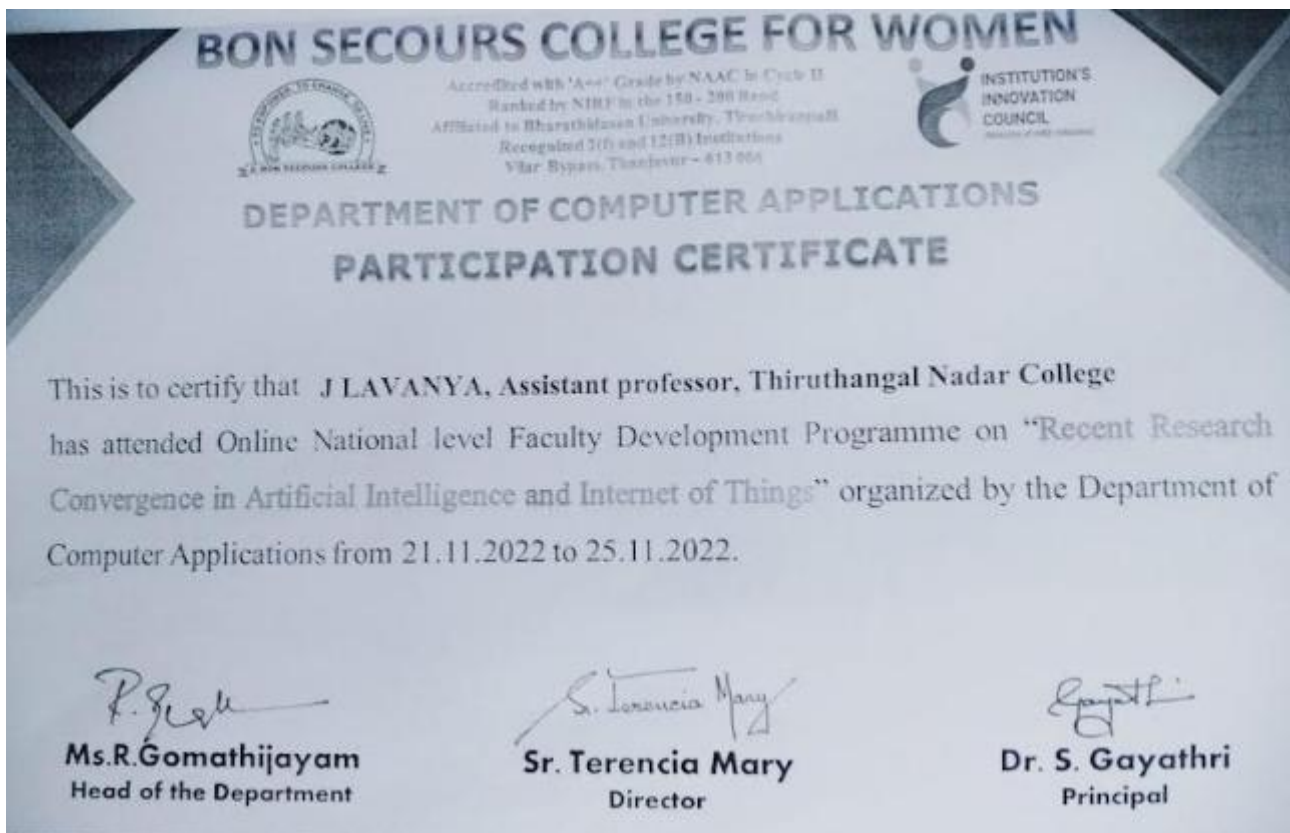 BON SECOURS COLLEGE FOR WOMEN
Accredited with 'A++' Grade by NAAC in Cycle II
Ranked by NIRF in the 150 - 200 Band
Affiliated to Bharathidasan University, Tiruchirappalli
Recognized 2(f) and 12(B) Institutions
Vilar Bypass, Thanjavur - 613 006
INSTITUTION'S
INNOVATION
COUNCIL
DEPARTMENT OF COMPUTER APPLICATIONS
PARTICIPATION CERTIFICATE
This is to certify that J LAVANYA, Assistant professor, Thiruthangal Nadar College
has attended Online National level Faculty Development Programme on “Recent Research
Convergence in Artificial Intelligence and Internet of Things” organized by the Department of
Computer Applications from 21.11.2022 to 25.11.2022.
S. Terencia Mary
Gayathri
Ms.R.Gomathijayam
Head of the Department
Sr. Terencia Mary
Director
Dr. S. Gayathri
Principal